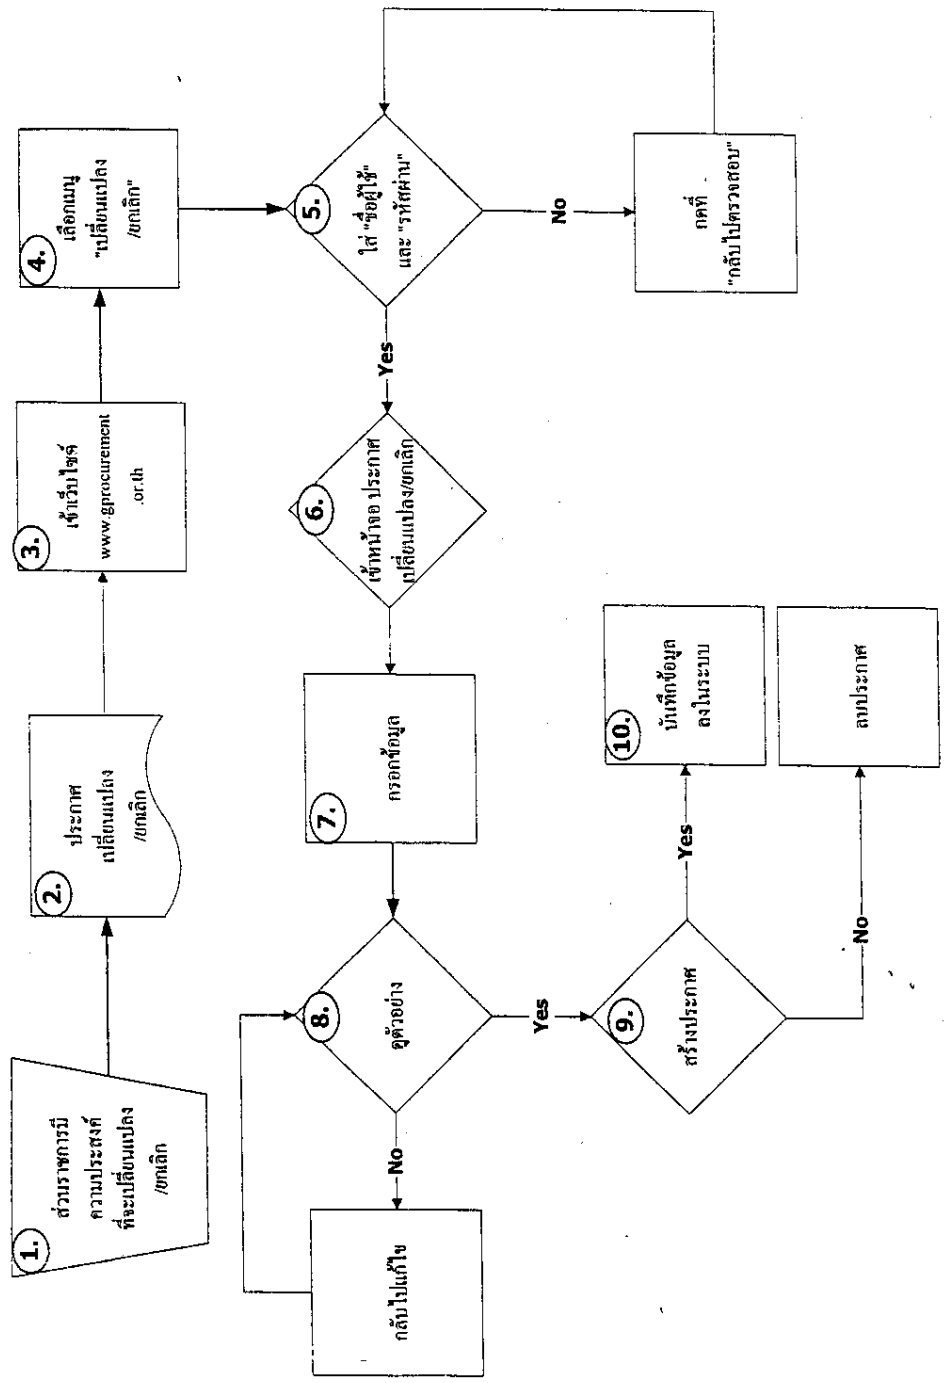 1.
ส่วนราชการมี
ความประสงค์
ที่จะเปลี่ยนแปลง
/ยกเลิก
2.
ประกาศ
เปลี่ยนแปลง
/ยกเลิก
3.
เข้าเว็บไซต์
www.gprocurement
.or.th
4.
เลือกเมนู
"เปลี่ยนแปลง
/ยกเลิก"
5.
ใส่ "ชื่อผู้ใช้"
และ "รหัสผ่าน"
No
กดที่
"กลับไปตรวจสอบ"
Yes
6.
เข้าหน้าจอ ประกาศ
เปลี่ยนแปลง/ยกเลิก
7.
กรอกข้อมูล
8.
ดูตัวอย่าง
No
กลับไปแก้ไข
Yes
9.
สร้างประกาศ
Yes
10.
บันทึกข้อมูล
ลงในระบบ
No
ลบประกาศ